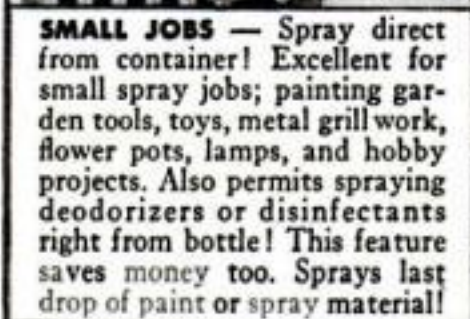 SMALL JOBS — Spray direct
from container! Excellent for
small spray jobs; painting gar-
den tools, toys, metal grill work,
flower pots, lamps, and hobby
projects. Also permits spraying
deodorizers or disinfectants
right from bottle! This feature
saves money too. Sprays last
drop of paint or spray material!